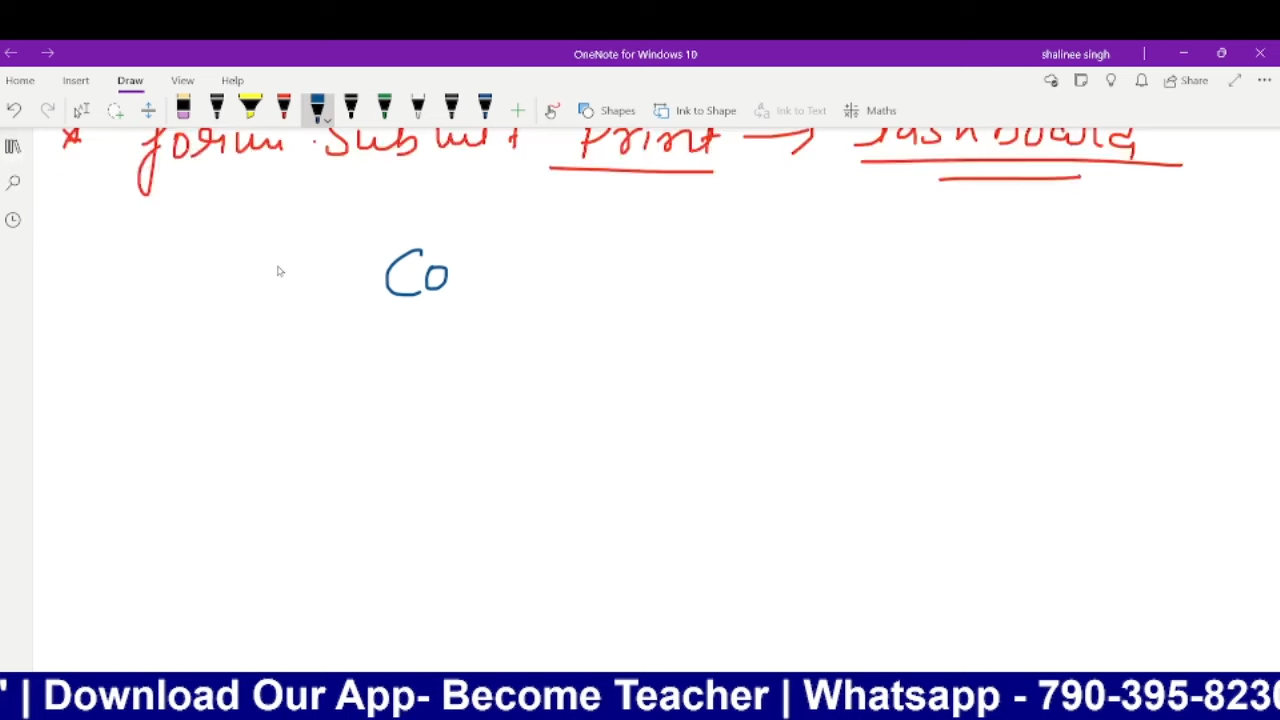 OneNote for Windows 10
shalinee singh
Home Insert Draw View Help
Share
Shapes Ink to Shape Ink to Text Maths
* form Submit Print → Dashboard
Co
' | Download Our App- Become Teacher | Whatsapp - 790-395-823